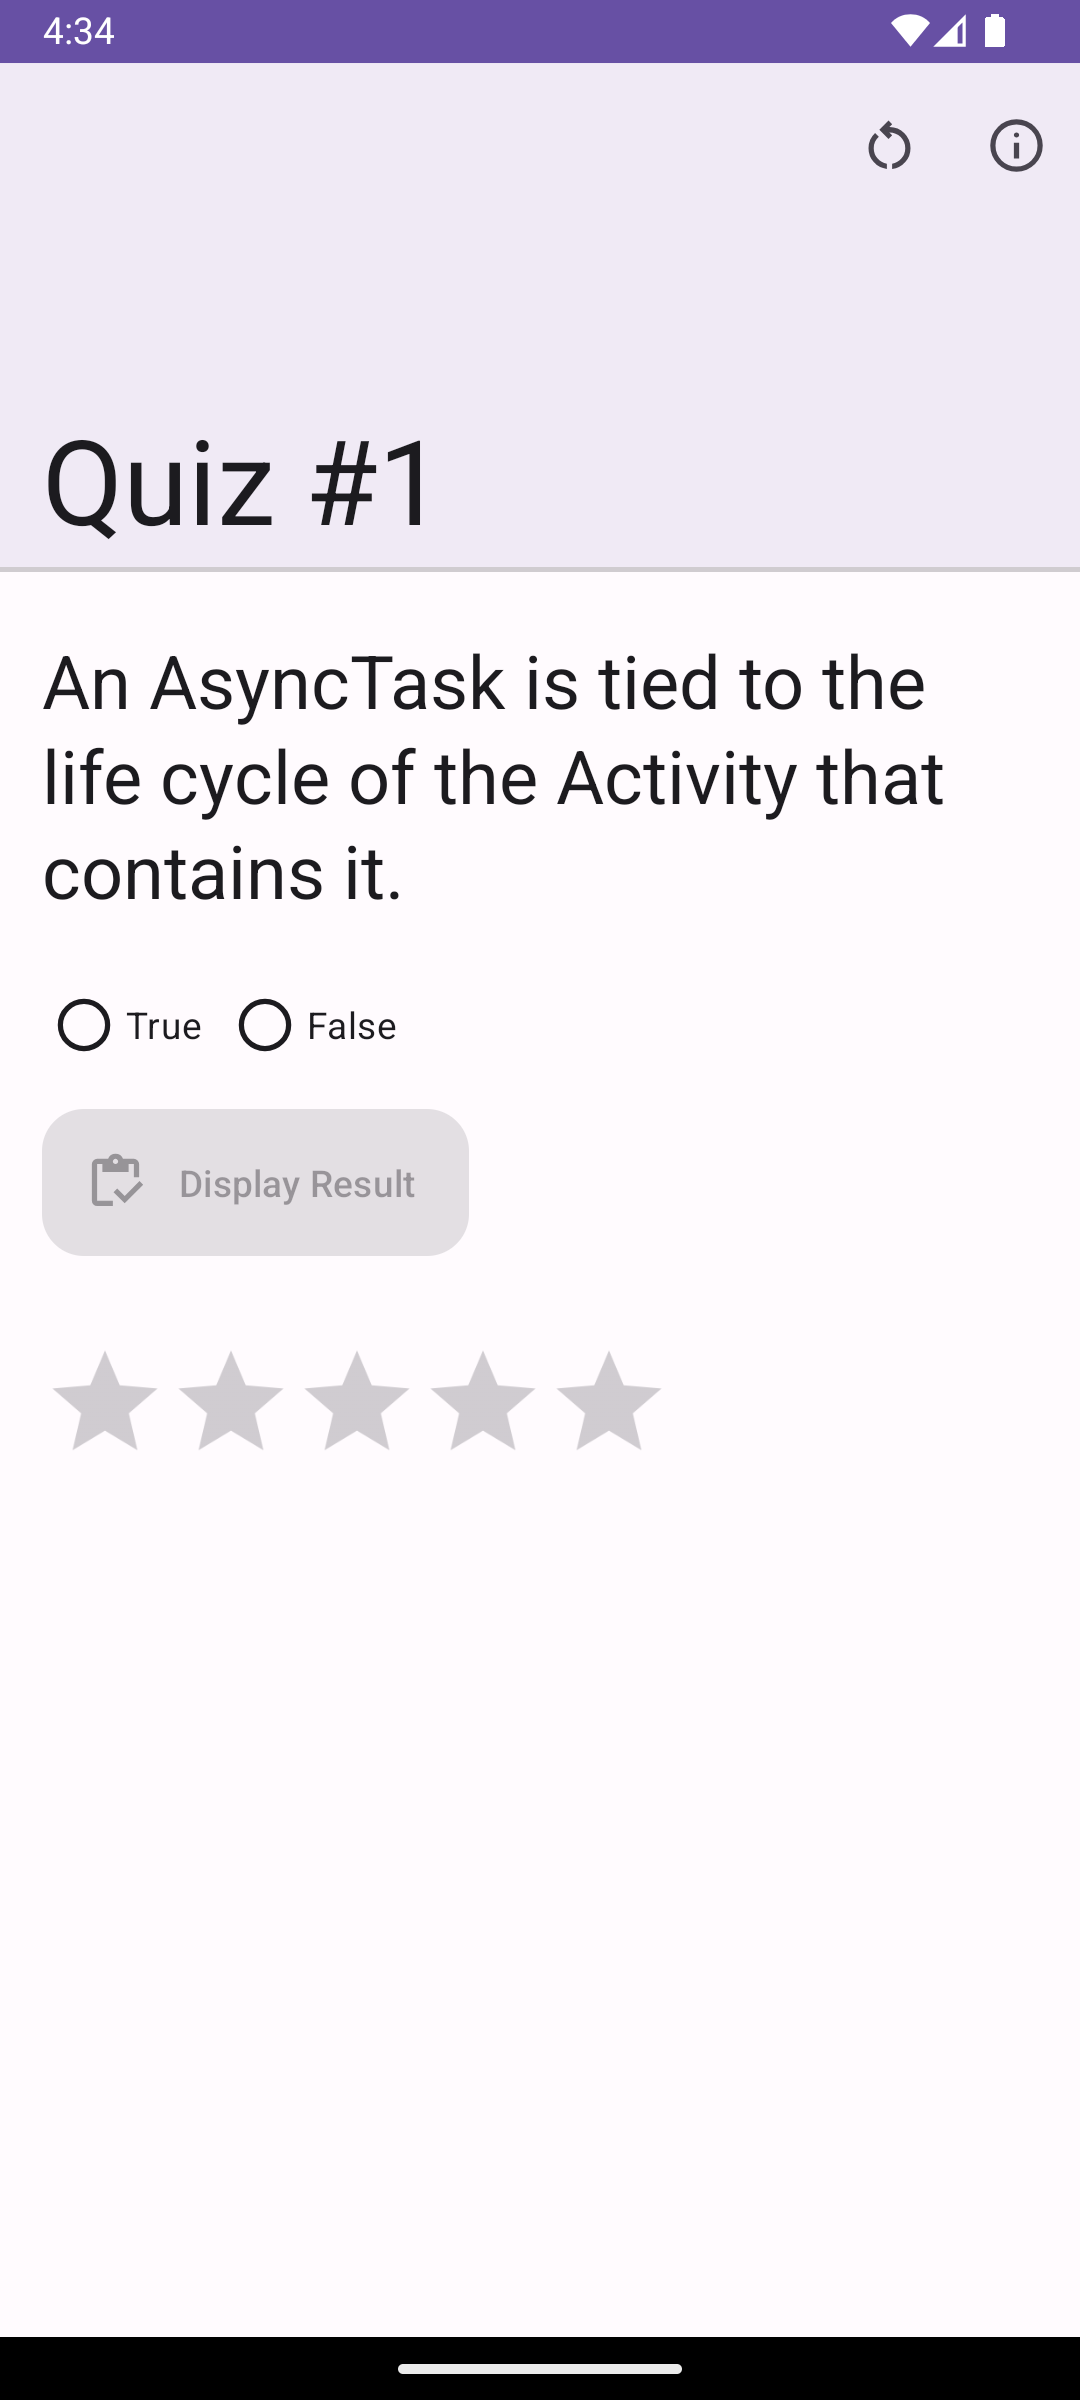 4:34
Quiz #1
An AsyncTask is tied to the
life cycle of the Activity that
contains it.
True False
Display Result